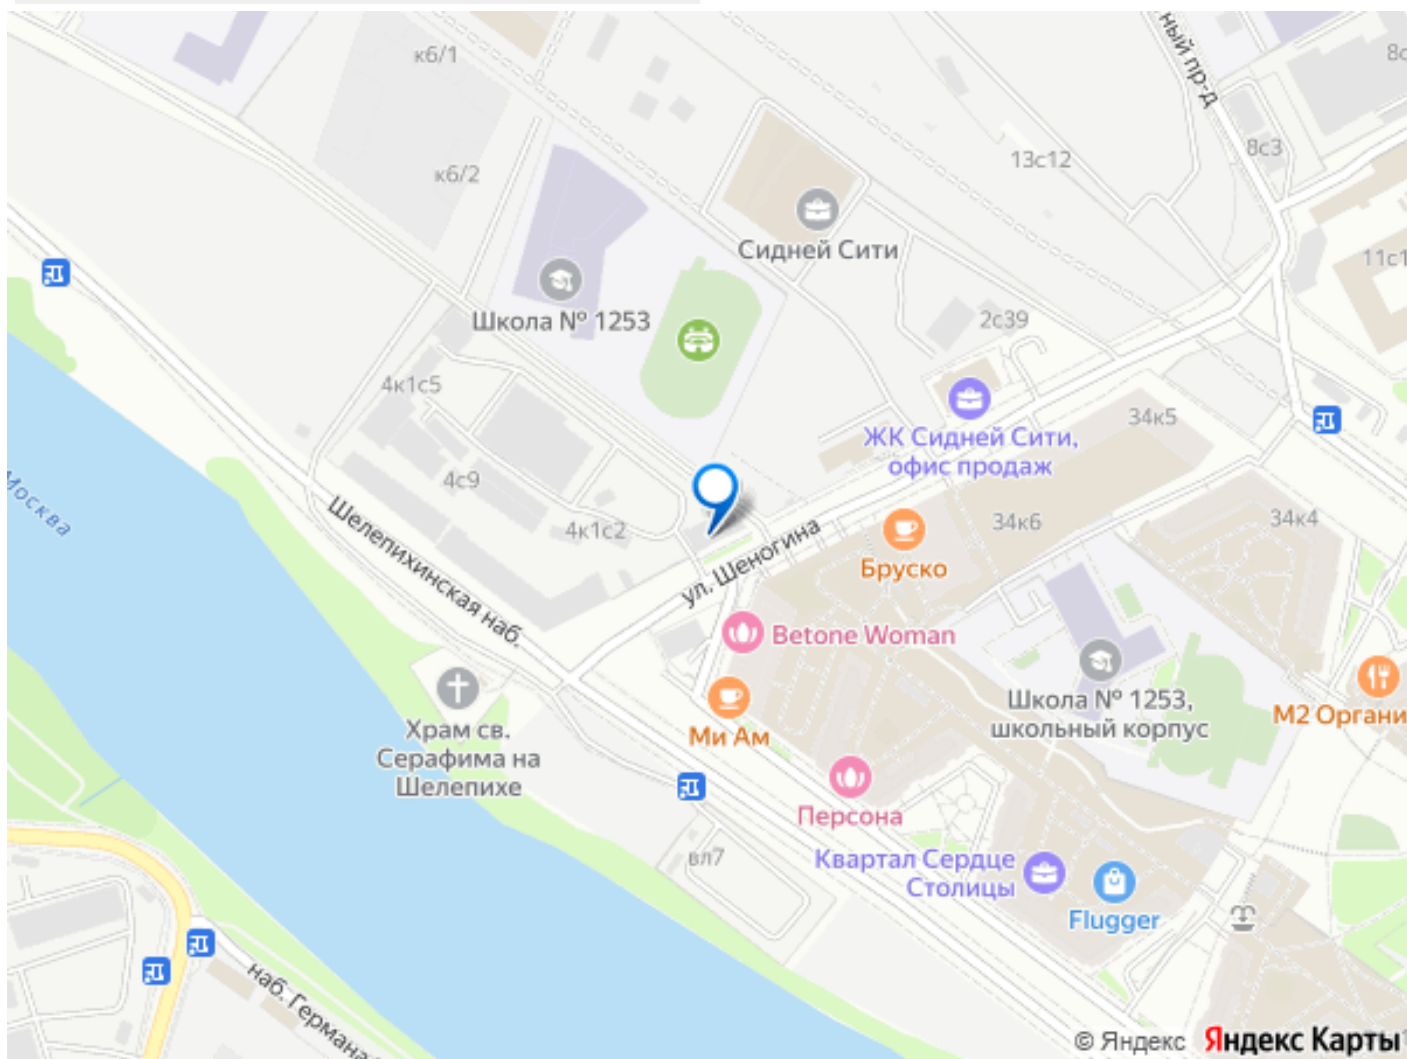 к6/1
ный пр-д
8с
13с12
8с3
к6/2
Сидней Сити
11с1
Школа № 1253
2с39
4к1с5
ЖК Сидней Сити,
офис продаж
34к5
4с9
Москва
Шелепихинская наб.
4к1с2
ул. Шеногина
34к6
34к4
Бруско
Betone Woman
Школа № 1253,
школьный корпус
М2 Органи
Храм св.
Серафима на
Шелепихе
Ми Ам
Персона
вл7
Квартал Сердце
Столицы
Flugger
наб. Германа
© Яндекс Яндекс Карты